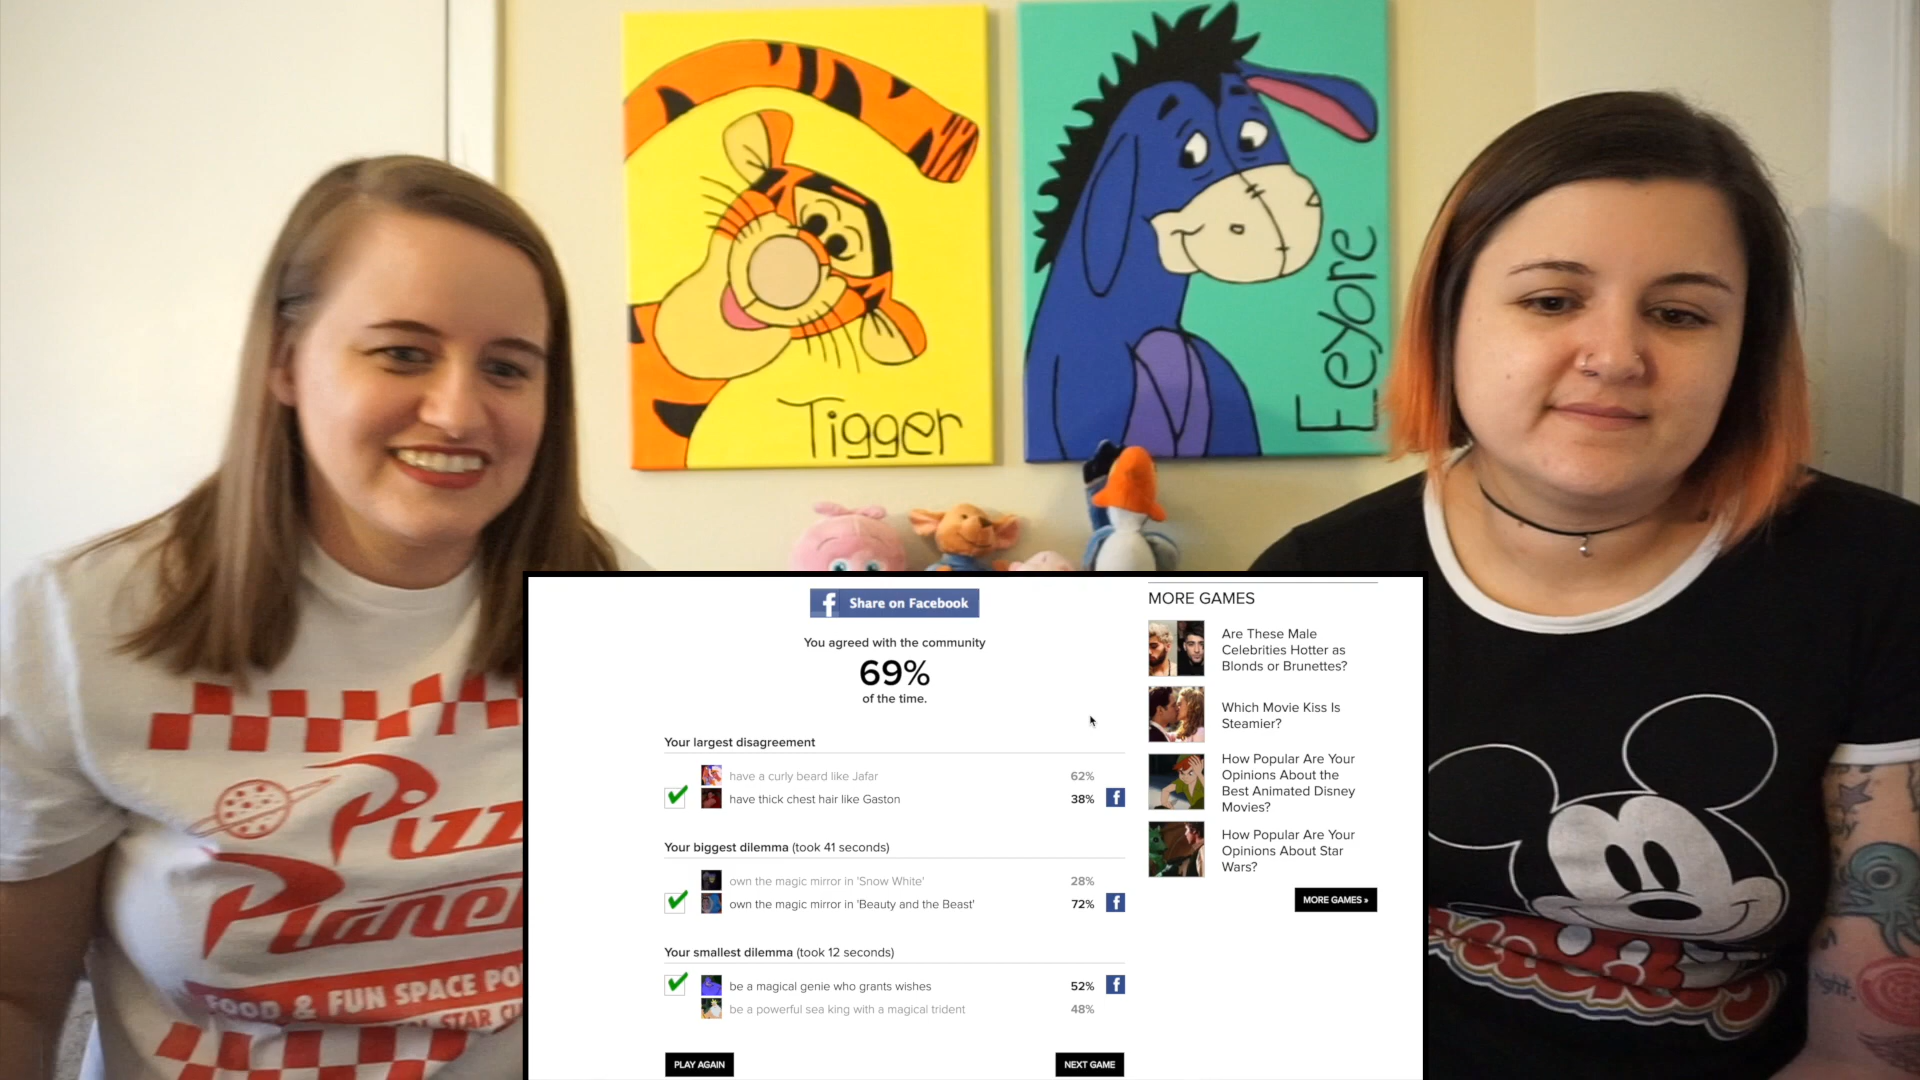 Tigger
Eeyore
Share on Facebook
MORE GAMES
You agreed with the community
69%
of the time.
Are These Male
Celebrities Hotter as
Blonds or Brunettes?
Which Movie Kiss Is
Steamier?
How Popular Are Your
Opinions About the
Best Animated Disney
Movies?
How Popular Are Your
Opinions About Star
Wars?
MORE GAMES »
Your largest disagreement
have a curly beard like Jafar 62%
have thick chest hair like Gaston 38%
Your biggest dilemma (took 41 seconds)
own the magic mirror in 'Snow White' 28%
own the magic mirror in 'Beauty and the Beast' 72%
Your smallest dilemma (took 12 seconds)
be a magical genie who grants wishes 52%
be a powerful sea king with a magical trident 48%
PLAY AGAIN
NEXT GAME
Pizz
Planet
FOOD & FUN SPACE PO
STAR CL